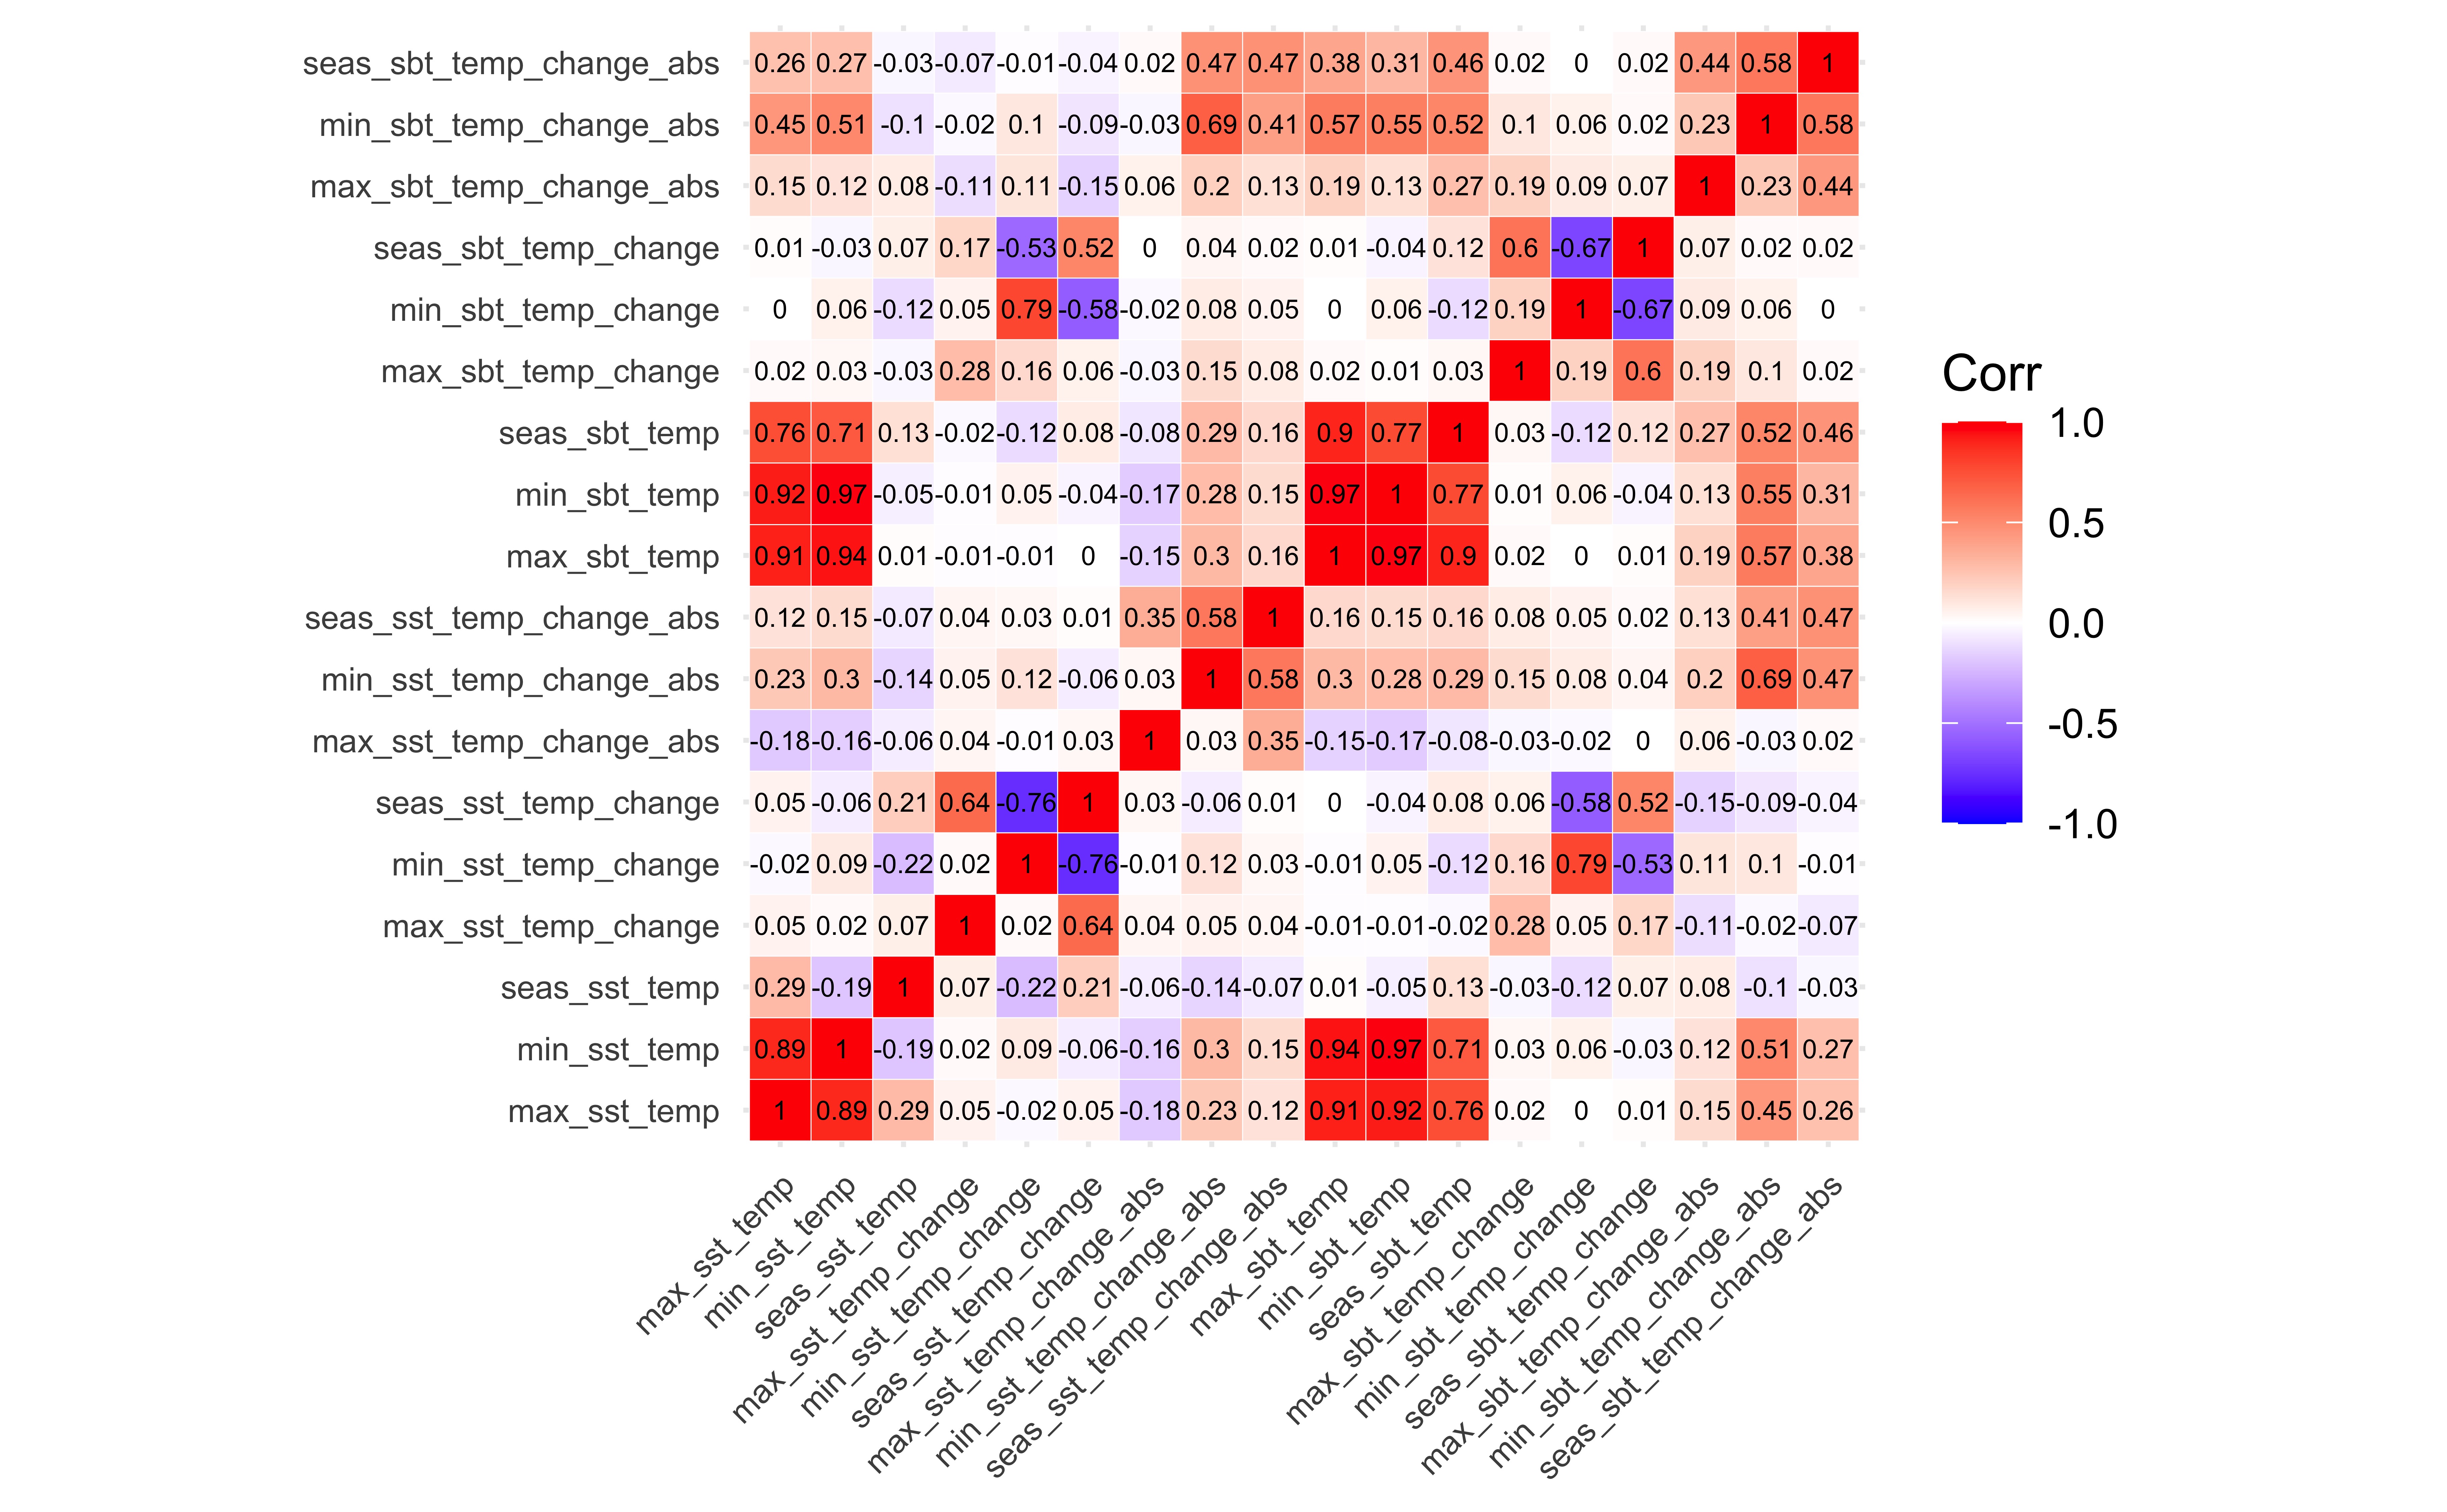 seas_sbt_temp_change_abs 0.26 0.27 -0.03 -0.07 -0.01 -0.04 0.02 0.47 0.47 0.38 0.31 0.46 0.02 0 0.02 0.44 0.58 1
min_sbt_temp_change_abs 0.45 0.51 -0.1 -0.02 0.1 -0.09 -0.03 0.69 0.41 0.57 0.55 0.52 0.1 0.06 0.02 0.23 1 0.58
max_sbt_temp_change_abs 0.15 0.12 0.08 -0.11 0.11 -0.15 0.06 0.2 0.13 0.19 0.13 0.27 0.19 0.09 0.07 1 0.23 0.44
seas_sbt_temp_change 0.01 -0.03 0.07 0.17 -0.53 0.52 0 0.04 0.02 0.01 -0.04 0.12 0.6 -0.67 1 0.07 0.02 0.02
min_sbt_temp_change 0 0.06 -0.12 0.05 0.79 -0.58 -0.02 0.08 0.05 0 0.06 -0.12 0.19 1 -0.67 0.09 0.06 0
max_sbt_temp_change 0.02 0.03 -0.03 0.28 0.16 0.06 -0.03 0.15 0.08 0.02 0.01 0.03 1 0.19 0.6 0.19 0.1 0.02
seas_sbt_temp 0.76 0.71 0.13 -0.02 -0.12 0.08 -0.08 0.29 0.16 0.9 0.77 1 0.03 -0.12 0.12 0.27 0.52 0.46
min_sbt_temp 0.92 0.97 -0.05 -0.01 0.05 -0.04 -0.17 0.28 0.15 0.97 1 0.77 0.01 0.06 -0.04 0.13 0.55 0.31
max_sbt_temp 0.91 0.94 0.01 -0.01 -0.01 0 -0.15 0.3 0.16 1 0.97 0.9 0.02 0 0.01 0.19 0.57 0.38
seas_sst_temp_change_abs 0.12 0.15 -0.07 0.04 0.03 0.01 0.35 0.58 1 0.16 0.15 0.16 0.08 0.05 0.02 0.13 0.41 0.47
min_sst_temp_change_abs 0.23 0.3 -0.14 0.05 0.12 -0.06 0.03 1 0.58 0.3 0.28 0.29 0.15 0.08 0.04 0.2 0.69 0.47
max_sst_temp_change_abs -0.18 -0.16 -0.06 0.04 -0.01 0.03 1 0.03 0.35 -0.15 -0.17 -0.08 -0.03 -0.02 0 0.06 -0.03 0.02
seas_sst_temp_change 0.05 -0.06 0.21 0.64 -0.76 1 0.03 -0.06 0.01 0 -0.04 0.08 0.06 -0.58 0.52 -0.15 -0.09 -0.04
min_sst_temp_change -0.02 0.09 -0.22 0.02 1 -0.76 -0.01 0.12 0.03 -0.01 0.05 -0.12 0.16 0.79 -0.53 0.11 0.1 -0.01
max_sst_temp_change 0.05 0.02 0.07 1 0.02 0.64 0.04 0.05 0.04 -0.01 -0.01 -0.02 0.28 0.05 0.17 -0.11 -0.02 -0.07
seas_sst_temp 0.29 -0.19 1 0.07 -0.22 0.21 -0.06 -0.14 -0.07 0.01 -0.05 0.13 -0.03 -0.12 0.07 0.08 -0.1 -0.03
min_sst_temp 0.89 1 -0.19 0.02 0.09 -0.06 -0.16 0.3 0.15 0.94 0.97 0.71 0.03 0.06 -0.03 0.12 0.51 0.27
max_sst_temp 1 0.89 0.29 0.05 -0.02 0.05 -0.18 0.23 0.12 0.91 0.92 0.76 0.02 0 0.01 0.15 0.45 0.26
max_sst_temp
min_sst_temp
seas_sst_temp
max_sst_temp_change
min_sst_temp_change
seas_sst_temp_change
max_sst_temp_change_abs
min_sst_temp_change_abs
seas_sst_temp_change_abs
max_sbt_temp
min_sbt_temp
seas_sbt_temp
max_sbt_temp_change
min_sbt_temp_change
seas_sbt_temp_change
max_sbt_temp_change_abs
min_sbt_temp_change_abs
seas_sbt_temp_change_abs
Corr
1.0
0.5
0.0
-0.5
-1.0